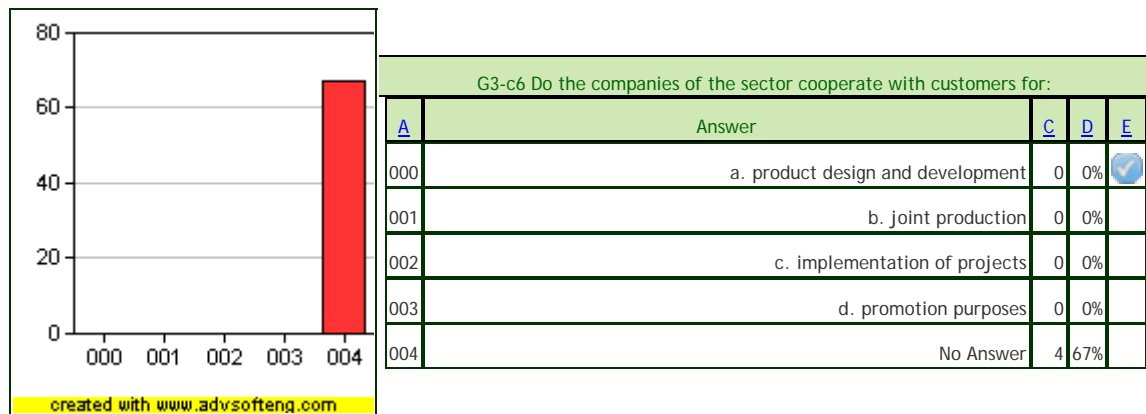 80
60
40
20
0
000 001 002 003 004
created with www.advsofteng.com
G3-c6 Do the companies of the sector cooperate with customers for:
A Answer C D E
000 a. product design and development 0 0%
001 b. joint production 0 0%
002 c. implementation of projects 0 0%
003 d. promotion purposes 0 0%
004 No Answer 4 67%